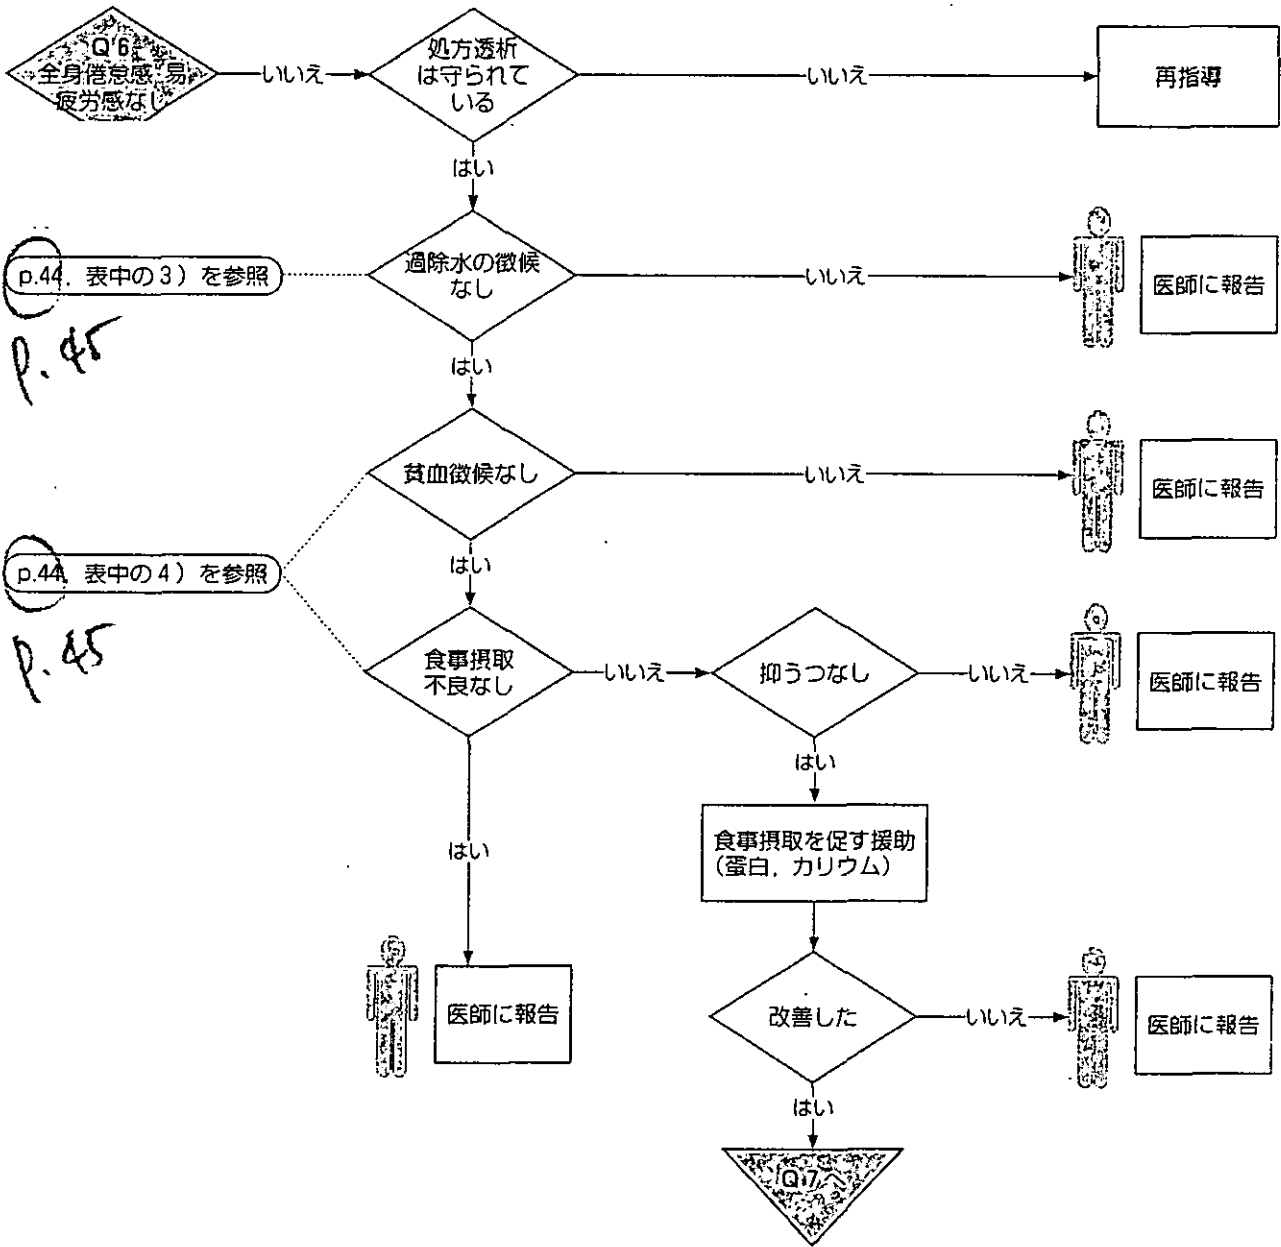 Q 6
全身倦怠感・易
疲労感なし
いいえ
処方透析
は守られて
いる
いいえ
再指導
はい
p.44. 表中の3）を参照
p.45
過除水の徴候
なし
いいえ
医師に報告
はい
貧血徴候なし
いいえ
医師に報告
はい
p.44. 表中の4）を参照
p.45
食事摂取
不良なし
いいえ
抑うつなし
いいえ
医師に報告
はい
はい
食事摂取を促す援助
（蛋白，カリウム）
医師に報告
改善した
いいえ
医師に報告
はい
Q 7へ